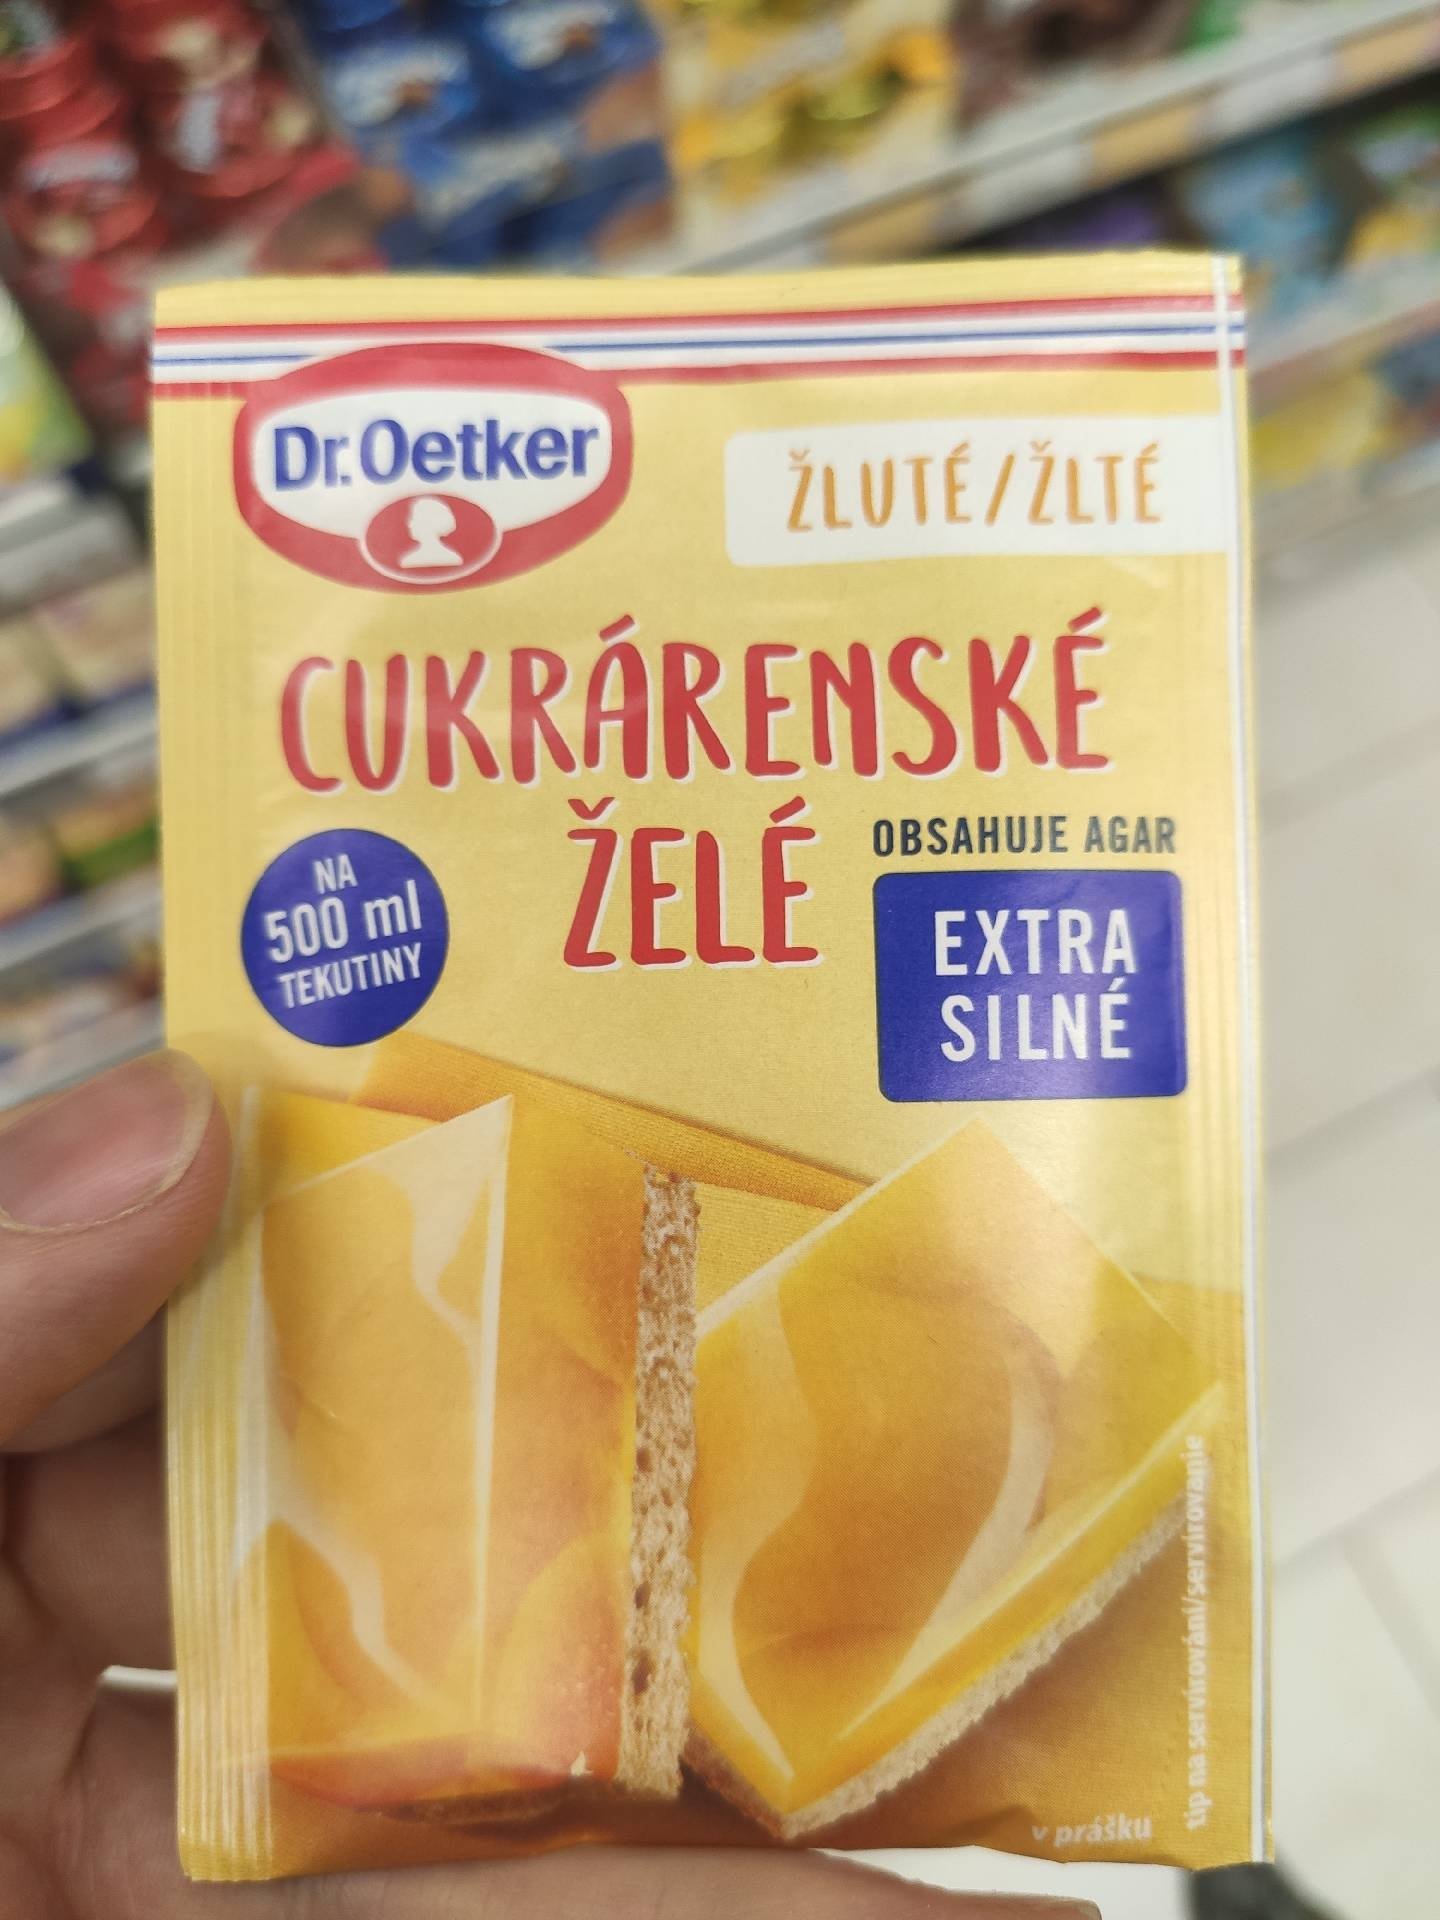 Dr.Oetker
ŽLUTÉ/ŽLTÉ
CUKRÁRENSKÉ
ŽELÉ
OBSAHUJE AGAR
EXTRA
SILNÉ
NA
500 ml
TEKUTINY
tip na servírování/servírovanie
v prášku